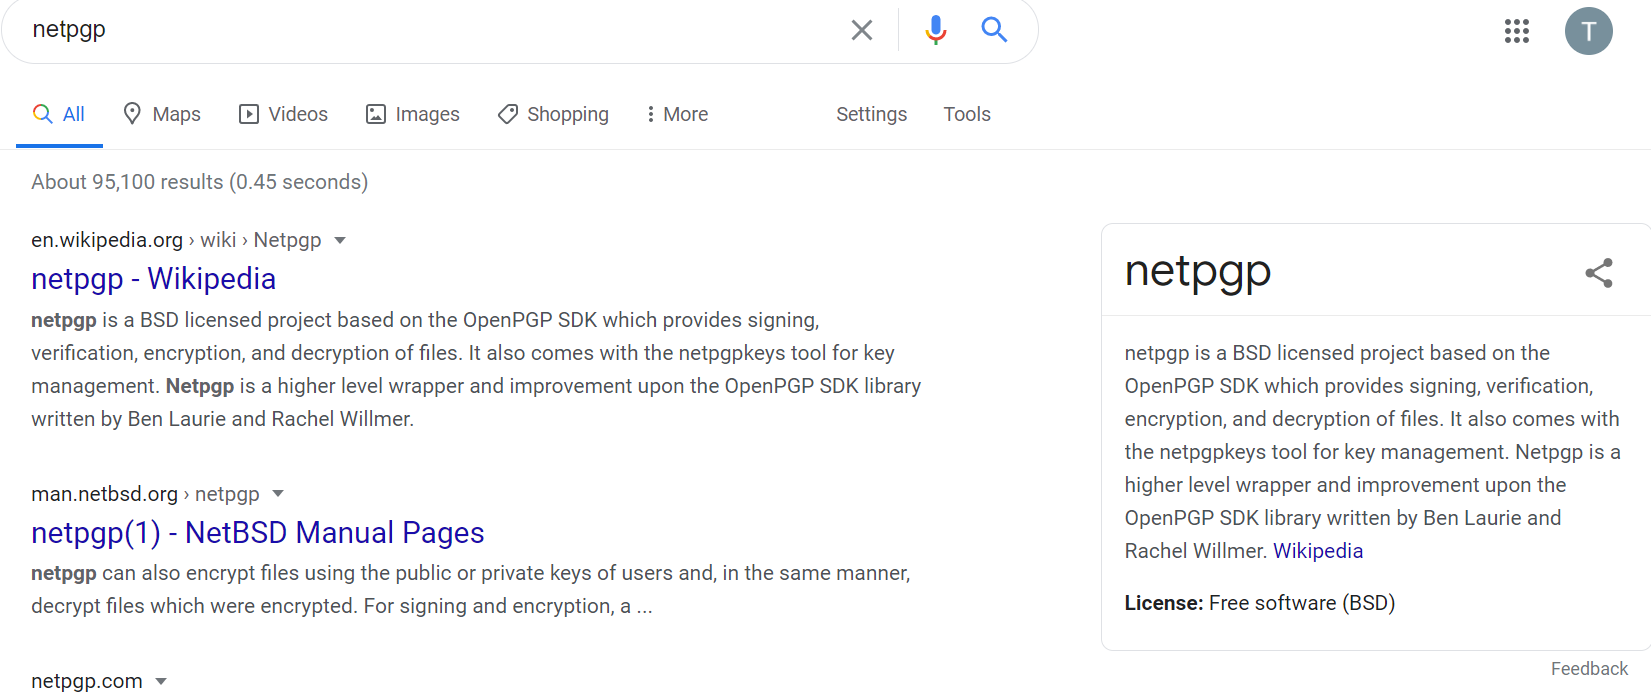 netpgp
T
All Maps Videos Images Shopping More Settings Tools
About 95,100 results (0.45 seconds)
en.wikipedia.org › wiki › Netpgp
netpgp - Wikipedia
netpgp is a BSD licensed project based on the OpenPGP SDK which provides signing,
verification, encryption, and decryption of files. It also comes with the netpgpkeys tool for key
management. Netpgp is a higher level wrapper and improvement upon the OpenPGP SDK library
written by Ben Laurie and Rachel Willmer.
man.netbsd.org › netpgp
netpgp(1) - NetBSD Manual Pages
netpgp can also encrypt files using the public or private keys of users and, in the same manner,
decrypt files which were encrypted. For signing and encryption, a ...
netpgp.com
netpgp
netpgp is a BSD licensed project based on the
OpenPGP SDK which provides signing, verification,
encryption, and decryption of files. It also comes with
the netpgpkeys tool for key management. Netpgp is a
higher level wrapper and improvement upon the
OpenPGP SDK library written by Ben Laurie and
Rachel Willmer. Wikipedia
License: Free software (BSD)
Feedback